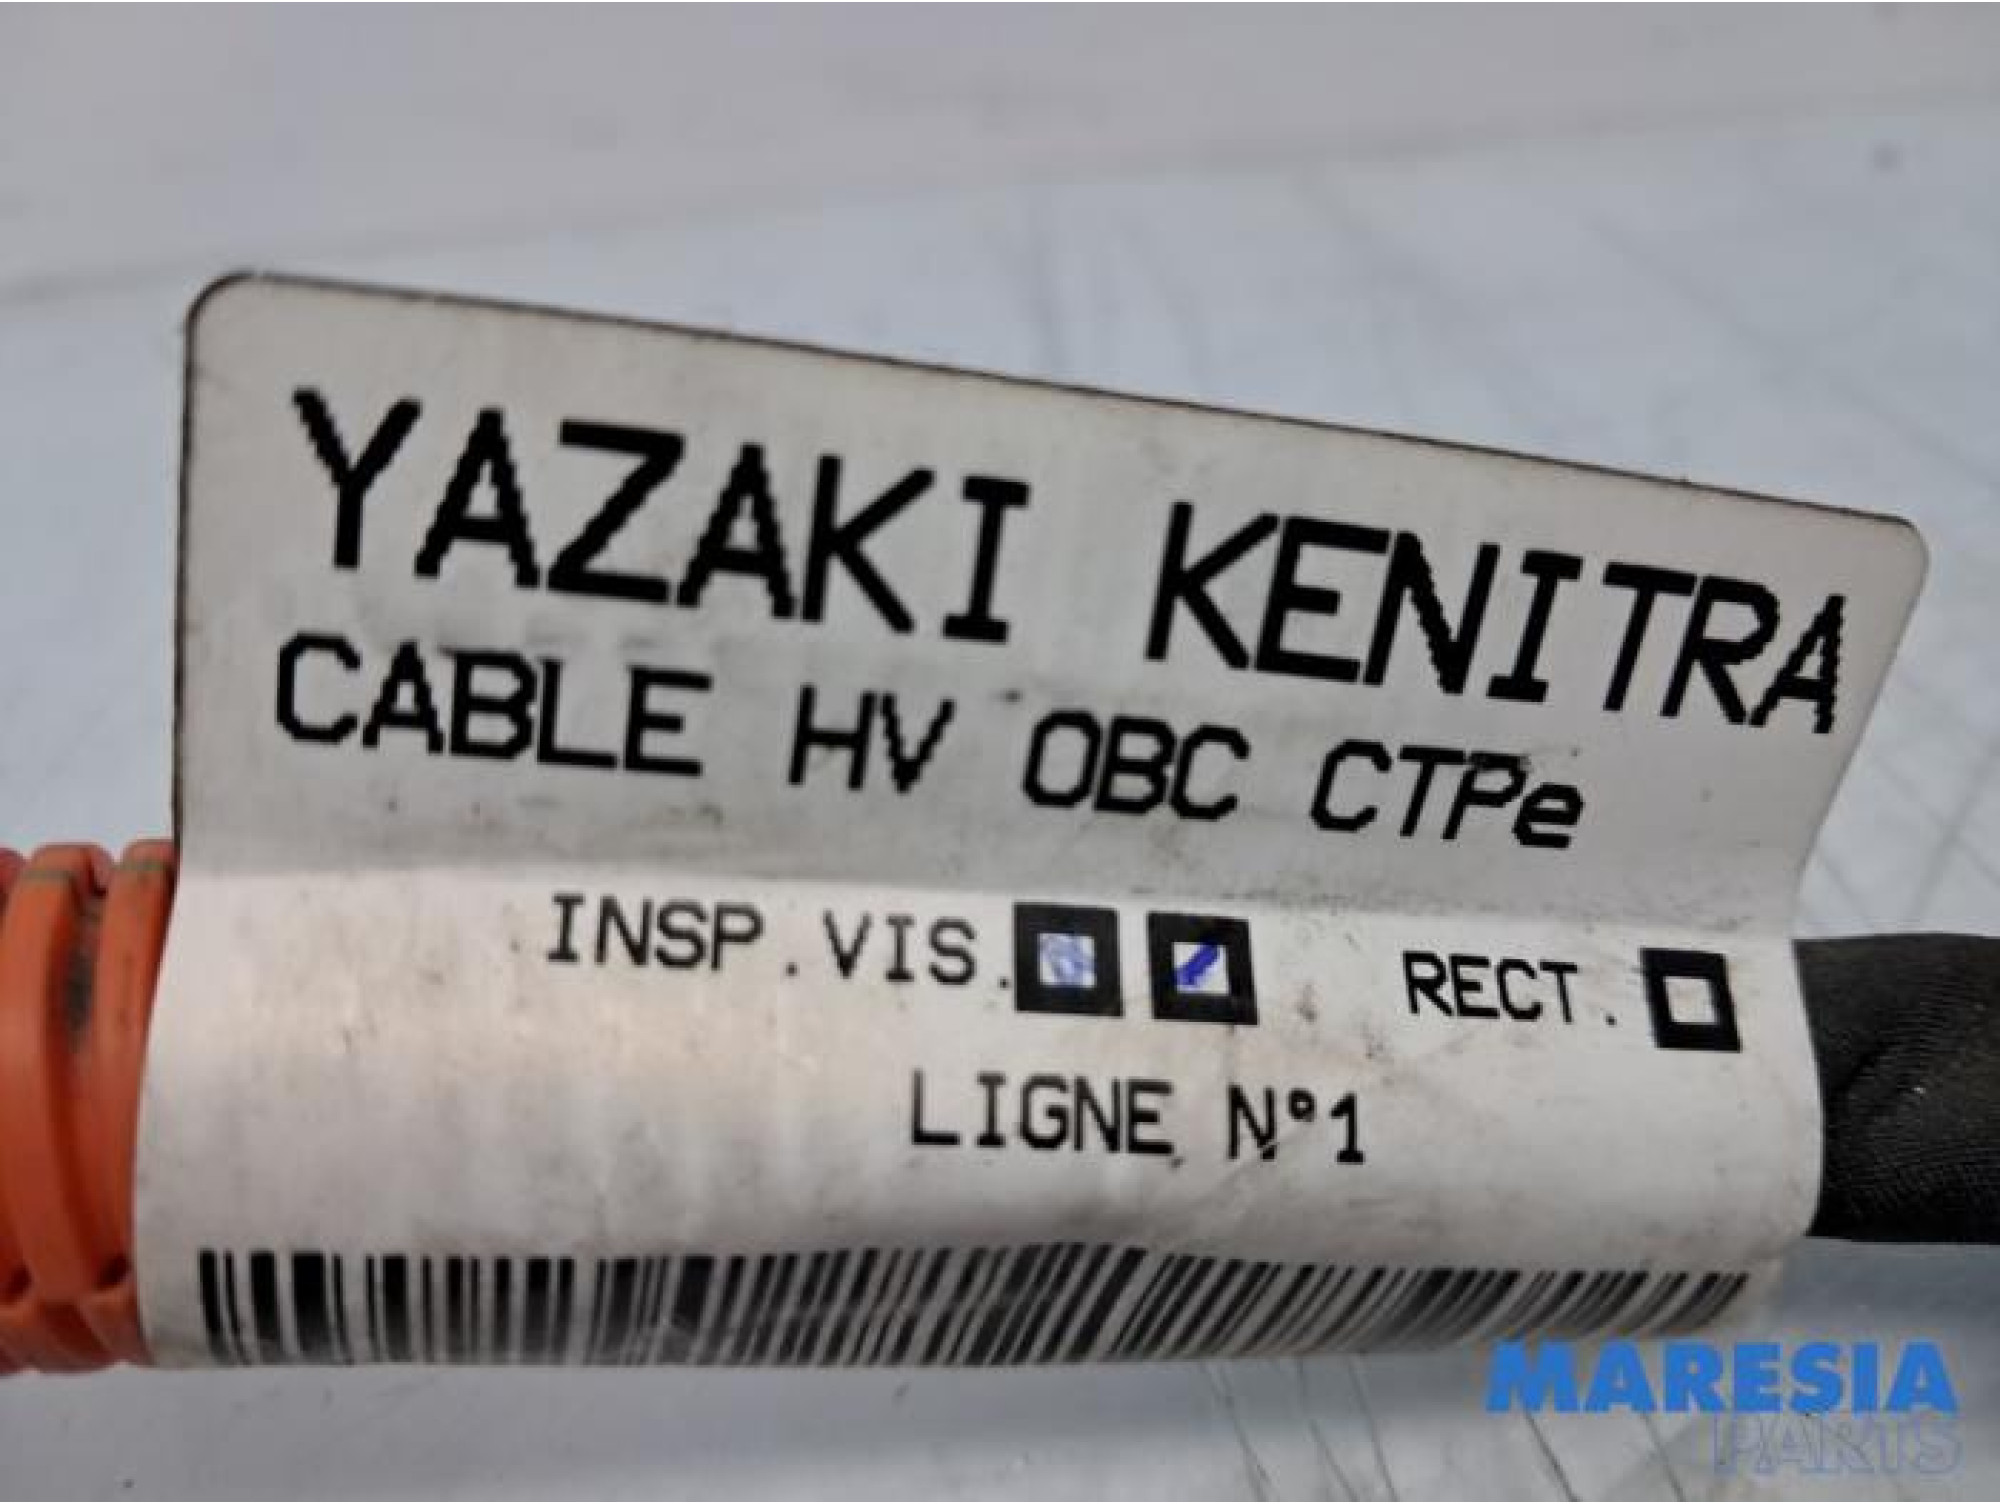 YAZAKI KENITRA
CABLE HV OBC CTPe
INSP.VIS. RECT.
LIGNE N°1
MARESIA
PARTS